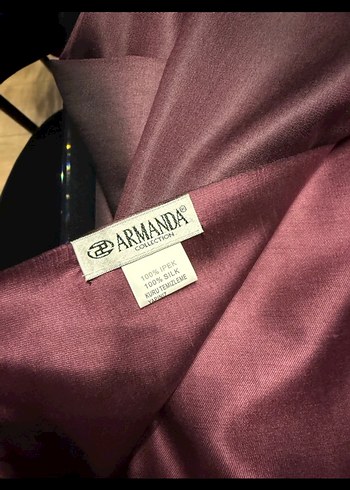 ARMANDA®
COLLECTION
100% İPEK
100% SILK
KURU TEMİZLEME